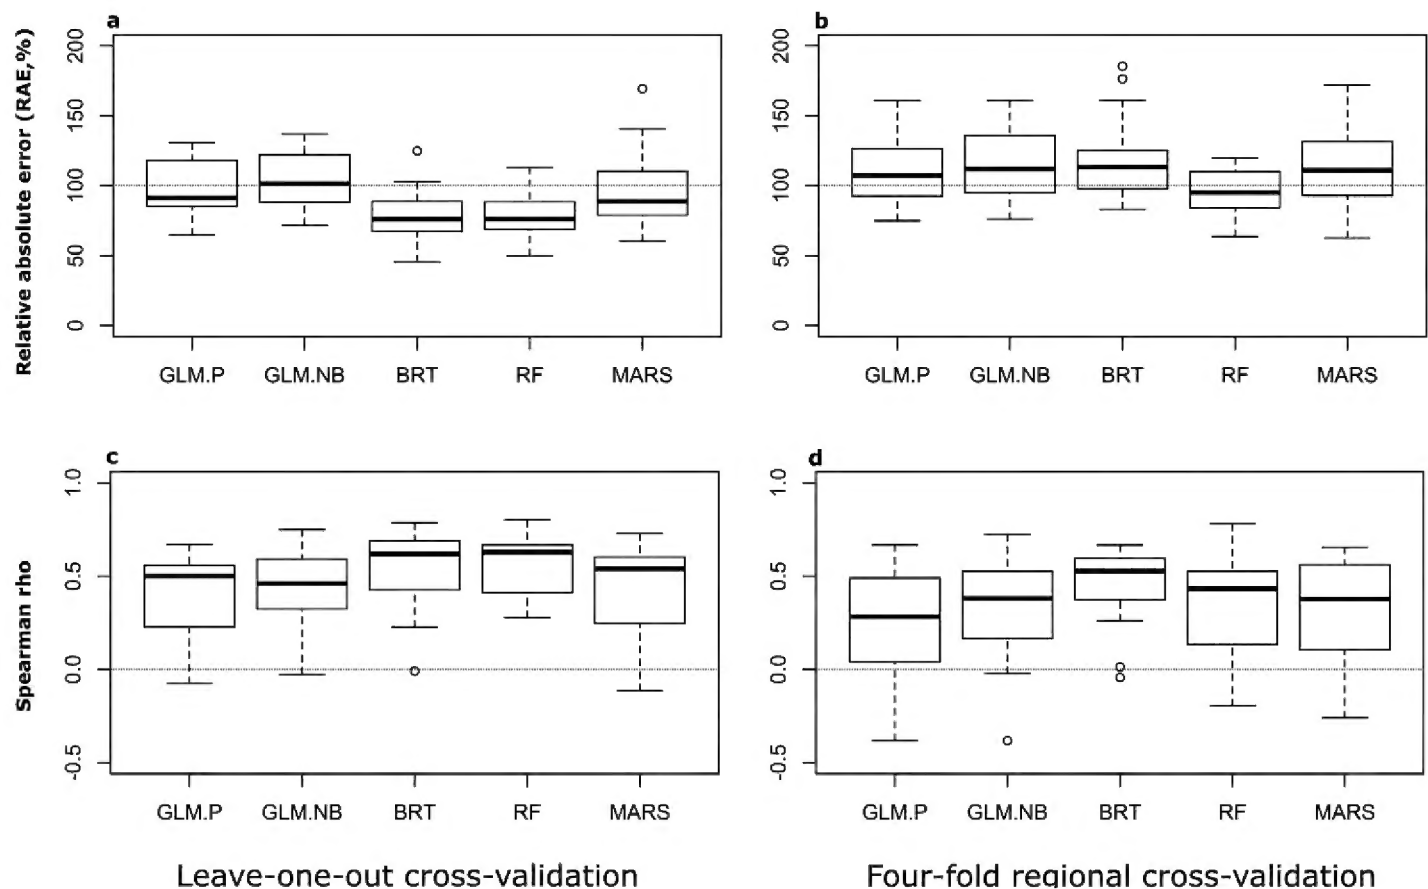 a
Relative absolute error (RAE,%)
200
150
100
50
0
GLM.P GLM.NB BRT RF MARS
b
200
150
100
50
0
GLM.P GLM.NB BRT RF MARS
c
Spearman rho
1.0
0.5
0.0
-0.5
GLM.P GLM.NB BRT RF MARS
Leave-one-out cross-validation
d
1.0
0.5
0.0
-0.5
GLM.P GLM.NB BRT RF MARS
Four-fold regional cross-validation